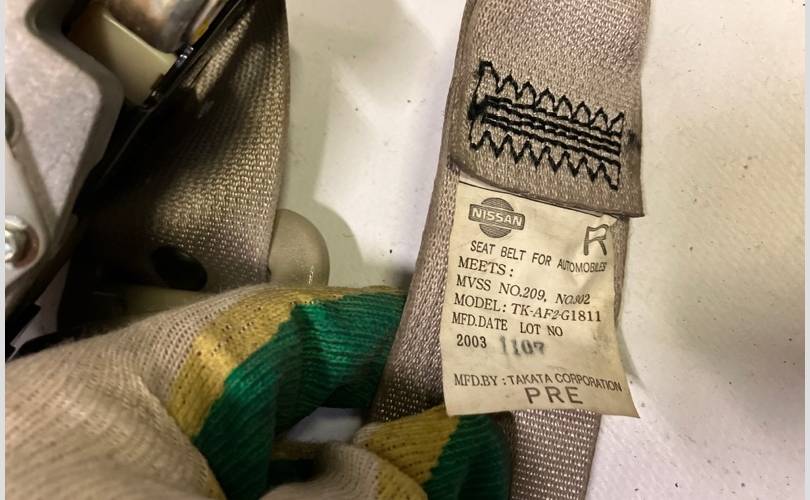 NISSAN
R
SEAT BELT FOR AUTOMOBILES
MEETS :
MVSS NO.209, NO.302
MODEL: TK-AF2-G1811
MFD.DATE LOT NO
2003 1107
MFD.BY : TAKATA CORPORATION
PRE